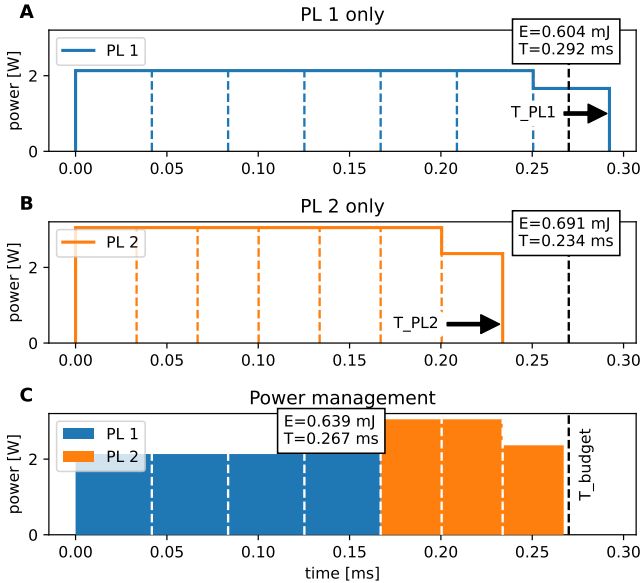 A
PL 1 only
power [W]
2
0
PL 1
E=0.604 mJ
T=0.292 ms
T_PL1
0.00 0.05 0.10 0.15 0.20 0.25 0.30
B
PL 2 only
power [W]
2
0
PL 2
E=0.691 mJ
T=0.234 ms
T_PL2
0.00 0.05 0.10 0.15 0.20 0.25 0.30
C
Power management
power [W]
2
0
PL 1
PL 2
E=0.639 mJ
T=0.267 ms
T_budget
0.00 0.05 0.10 0.15 0.20 0.25 0.30
time [ms]